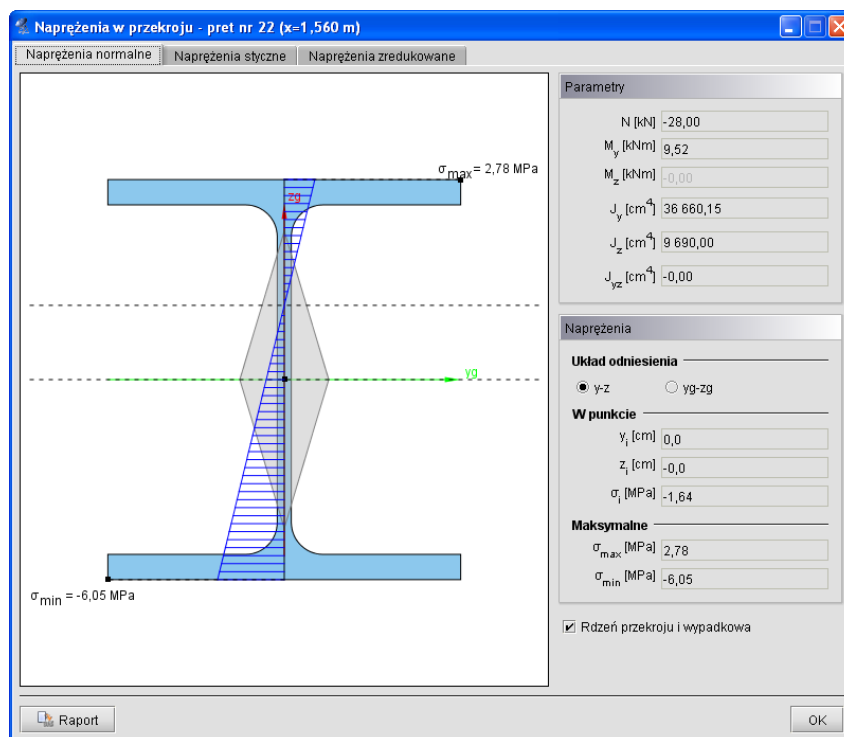 Naprężenia w przekroju - pret nr 22 (x=1,560 m)
Naprężenia normalne
Naprężenia styczne
Naprężenia zredukowane
σmax= 2,78 MPa
zg
yg
σmin = -6,05 MPa
Parametry
N [kN] -28,00
My [kNm] 9,52
Mz [kNm] -0,00
Jy [cm4] 36 660,15
Jz [cm4] 9 690,00
Jyz [cm4] -0,00
Naprężenia
Układ odniesienia
y-z
yg-zg
W punkcie
yi [cm] 0,0
zi [cm] -0,0
σi [MPa] -1,64
Maksymalne
σmax [MPa] 2,78
σmin [MPa] -6,05
Rdzeń przekroju i wypadkowa
Raport
OK